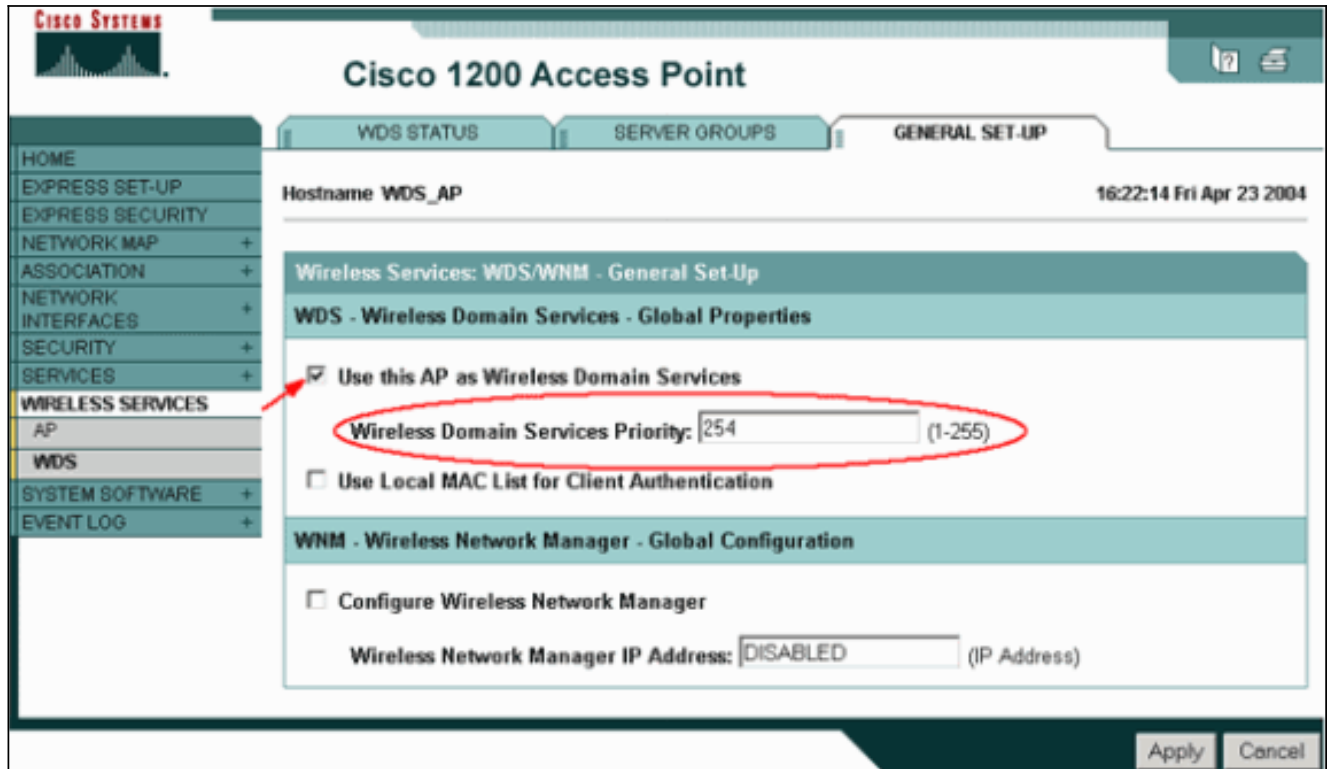 CISCO SYSTEMS
Cisco 1200 Access Point
WDS STATUS
SERVER GROUPS
GENERAL SET-UP
HOME
EXPRESS SET-UP
EXPRESS SECURITY
NETWORK MAP +
ASSOCIATION +
NETWORK
INTERFACES +
SECURITY +
SERVICES +
WIRELESS SERVICES
AP
WDS
SYSTEM SOFTWARE +
EVENT LOG +
Hostname WDS_AP
16:22:14 Fri Apr 23 2004
Wireless Services: WDS/WNM - General Set-Up
WDS - Wireless Domain Services - Global Properties
Use this AP as Wireless Domain Services
Wireless Domain Services Priority: 254 (1-255)
Use Local MAC List for Client Authentication
WNM - Wireless Network Manager - Global Configuration
Configure Wireless Network Manager
Wireless Network Manager IP Address: DISABLED (IP Address)
Apply
Cancel